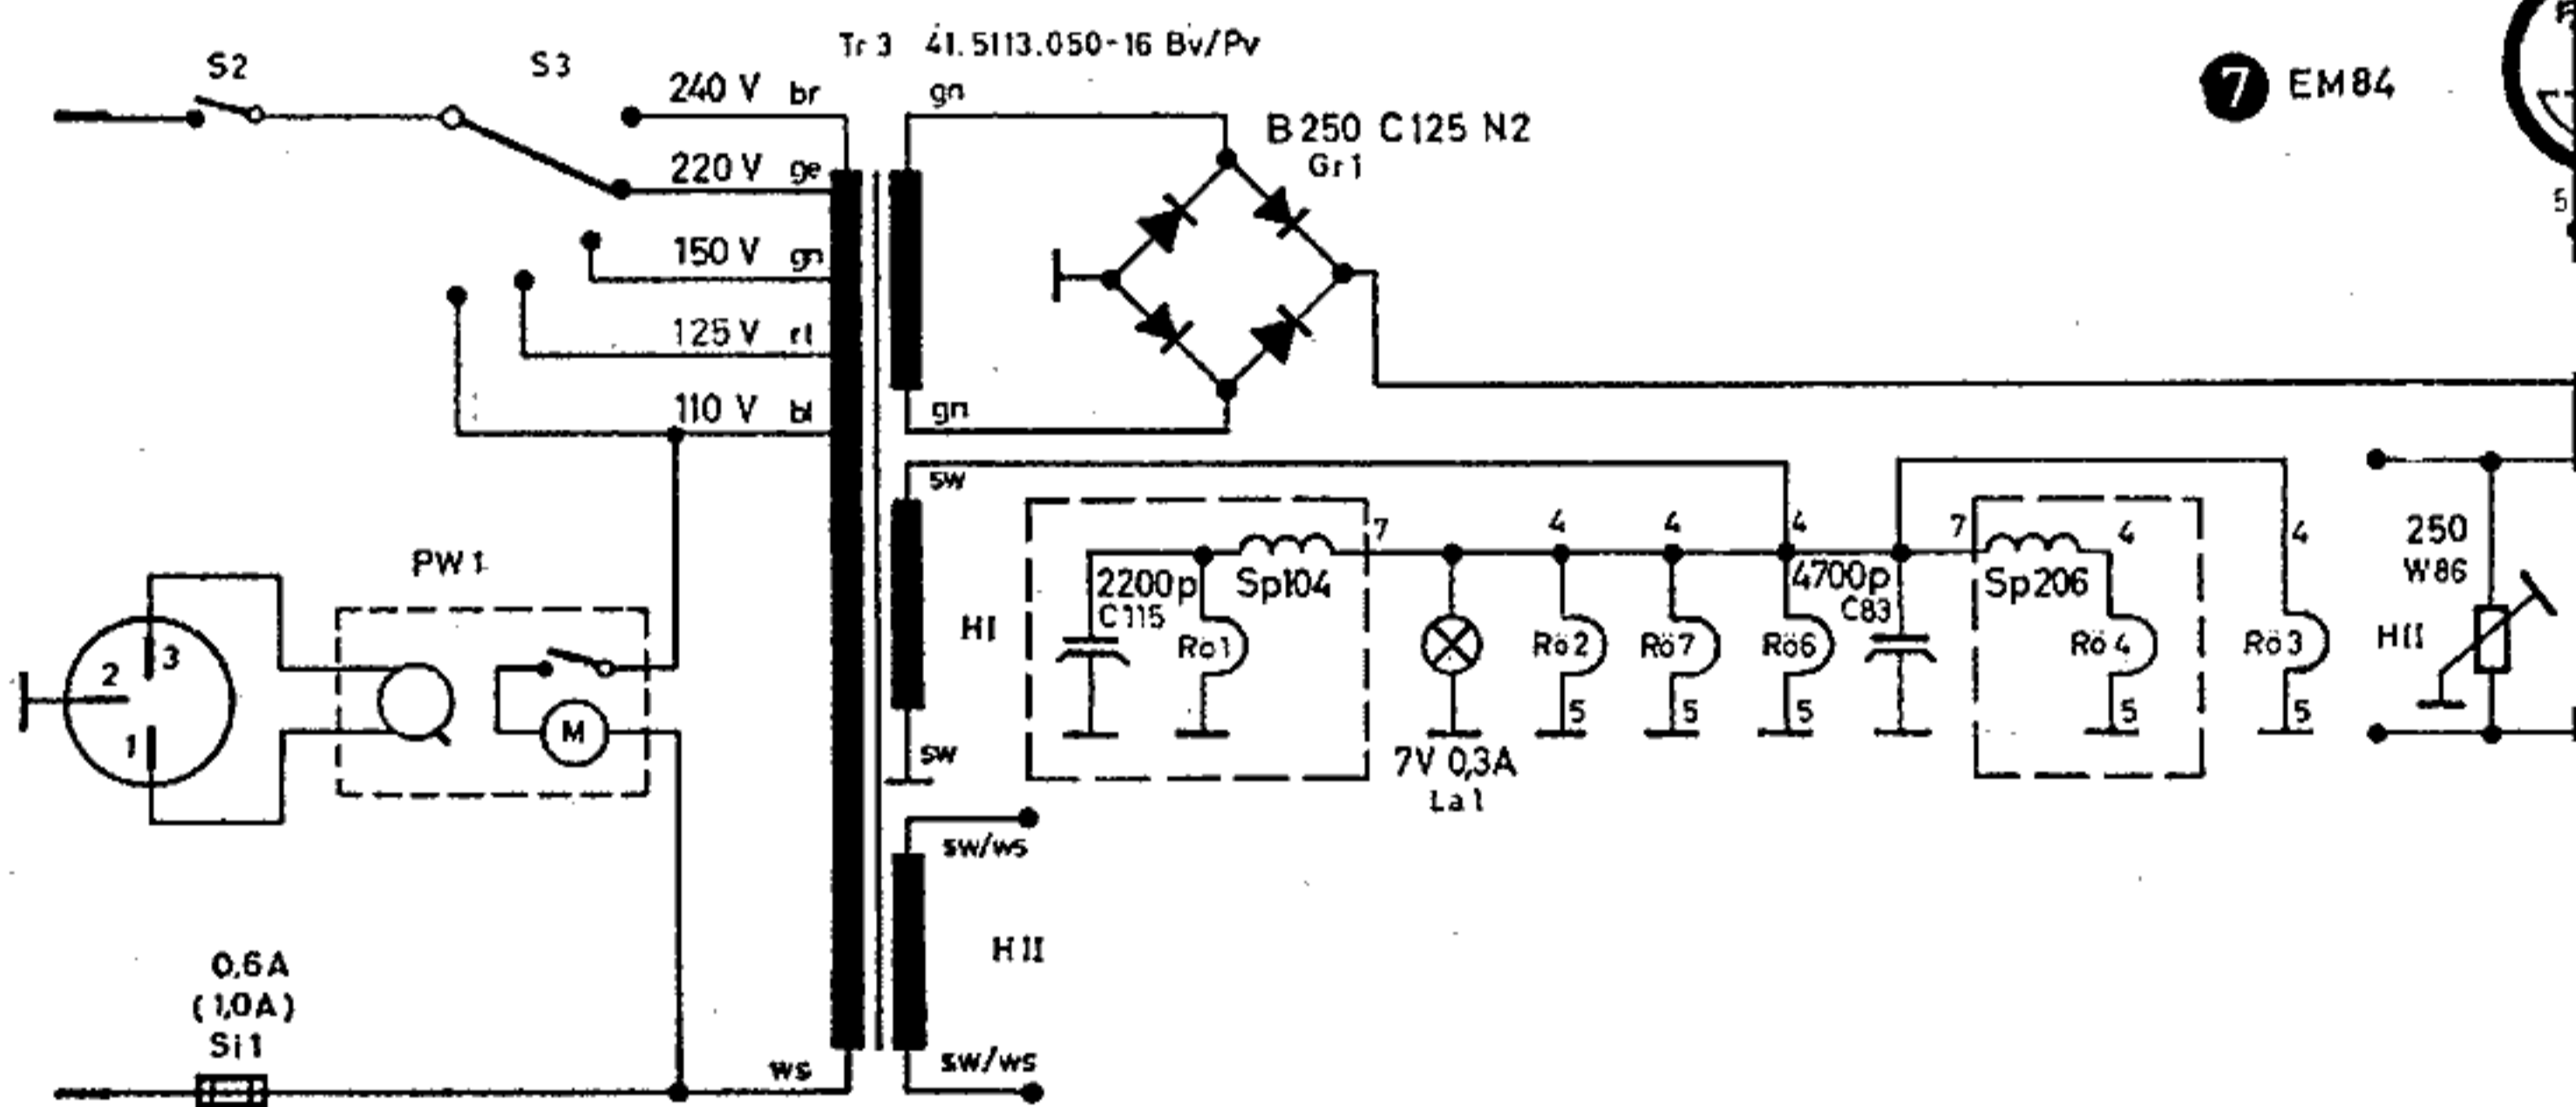 Tr 3 41.5113.050-16 Bv/Pv
S2
S3
240 V br
gn
7 EM84
B 250 C125 N2
Gr1
220 V ge
5
150 V gn
125 V rt
110 V bl
gn
sw
PW 1
7
4
4
4
7
4
4
250
W86
2200p
C115
Sp104
4700p
C83
Sp206
HI
Rö1
Rö2
Rö7
Rö6
Rö4
Rö3
HII
2
3
1
M
sw
5
5
5
5
5
7V 0,3A
La1
sw/ws
HII
0,6A
(1,0A)
Si1
ws
sw/ws